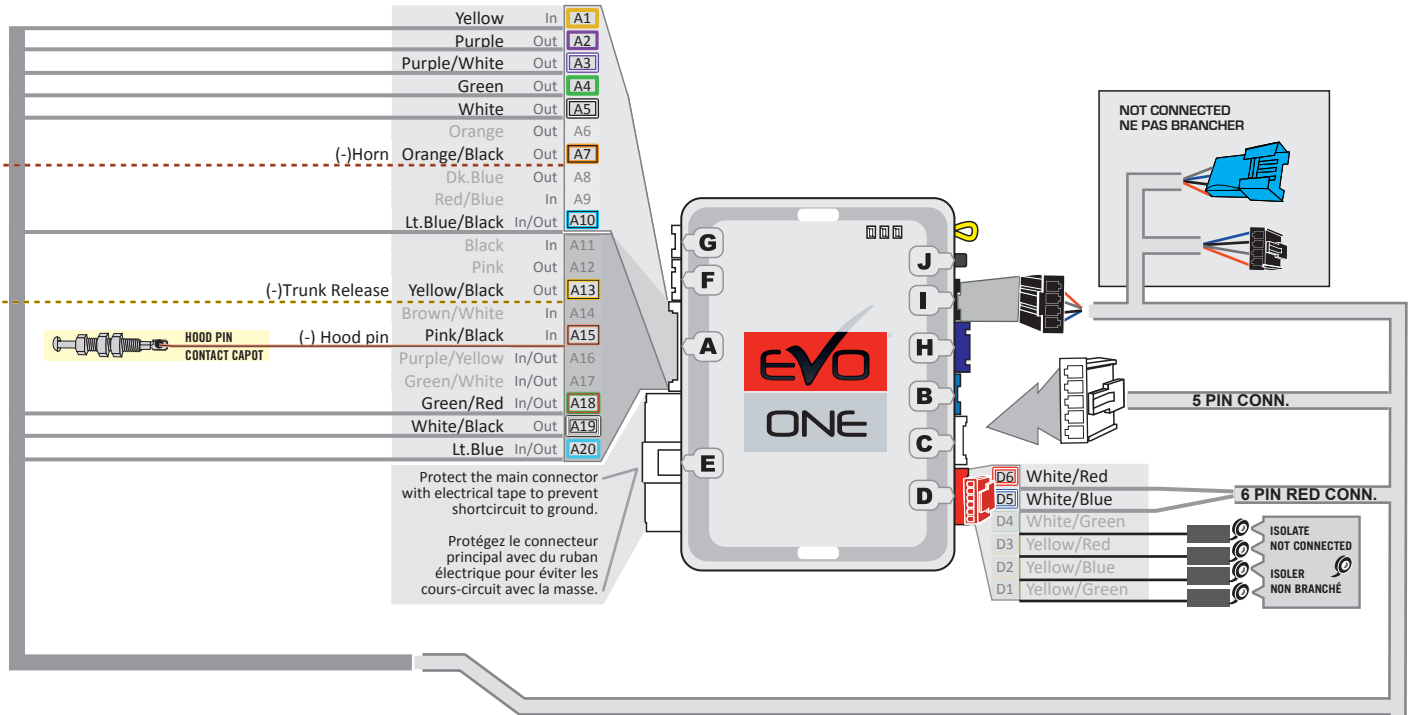 Yellow In A1
Purple Out A2
Purple/White Out A3
Green Out A4
White Out A5
Orange Out A6
(-)Horn Orange/Black Out A7
Dk.Blue Out A8
Red/Blue In A9
Lt.Blue/Black In/Out A10
Black In A11
Pink Out A12
(-)Trunk Release Yellow/Black Out A13
Brown/White In A14
(-) Hood pin Pink/Black In A15
HOOD PIN
CONTACT CAPOT
Purple/Yellow In/Out A16
Green/White In/Out A17
Green/Red In/Out A18
White/Black Out A19
Lt.Blue In/Out A20
Protect the main connector
with electrical tape to prevent
shortcircuit to ground.
Protégez le connecteur
principal avec du ruban
électrique pour éviter les
cours-circuit avec la masse.
G
F
A
E
J
I
H
B
C
D
EVO
ONE
NOT CONNECTED
NE PAS BRANCHER
5 PIN CONN.
D6 White/Red
D5 White/Blue
D4 White/Green
D3 Yellow/Red
D2 Yellow/Blue
D1 Yellow/Green
6 PIN RED CONN.
ISOLATE
NOT CONNECTED
ISOLER
NON BRANCHÉ